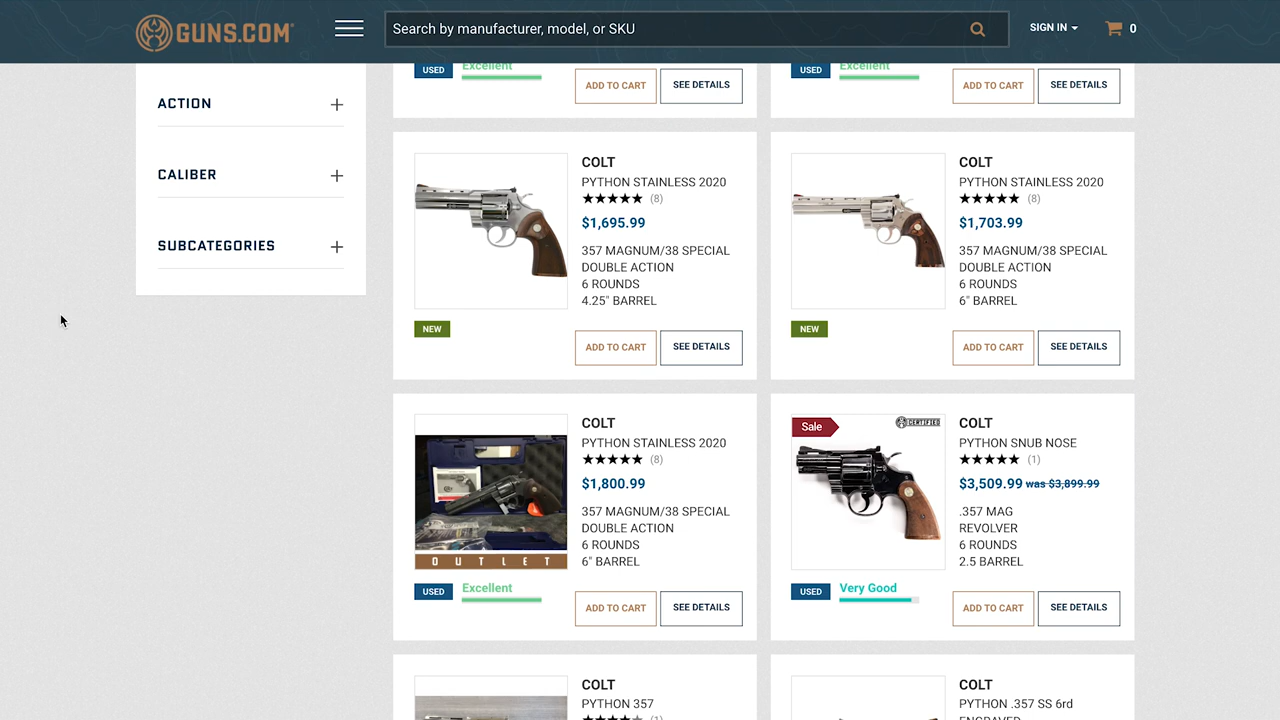 GUNS.COM
Search by manufacturer, model, or SKU
SIGN IN
0
ACTION
CALIBER
SUBCATEGORIES
USED
Excellent
ADD TO CART
SEE DETAILS
USED
Excellent
ADD TO CART
SEE DETAILS
COLT
PYTHON STAINLESS 2020
★★★★★ (8)
$1,695.99
357 MAGNUM/38 SPECIAL
DOUBLE ACTION
6 ROUNDS
4.25" BARREL
NEW
ADD TO CART
SEE DETAILS
COLT
PYTHON STAINLESS 2020
★★★★★ (8)
$1,703.99
357 MAGNUM/38 SPECIAL
DOUBLE ACTION
6 ROUNDS
6" BARREL
NEW
ADD TO CART
SEE DETAILS
OUTLET
COLT
PYTHON STAINLESS 2020
★★★★★ (8)
$1,800.99
357 MAGNUM/38 SPECIAL
DOUBLE ACTION
6 ROUNDS
6" BARREL
USED
Excellent
ADD TO CART
SEE DETAILS
Sale
CERTIFIED
COLT
PYTHON SNUB NOSE
★★★★★ (1)
$3,509.99 was $3,899.99
.357 MAG
REVOLVER
6 ROUNDS
2.5 BARREL
USED
Very Good
ADD TO CART
SEE DETAILS
COLT
PYTHON 357
★★★★★ (1)
COLT
PYTHON .357 SS 6rd
ENGRAVED